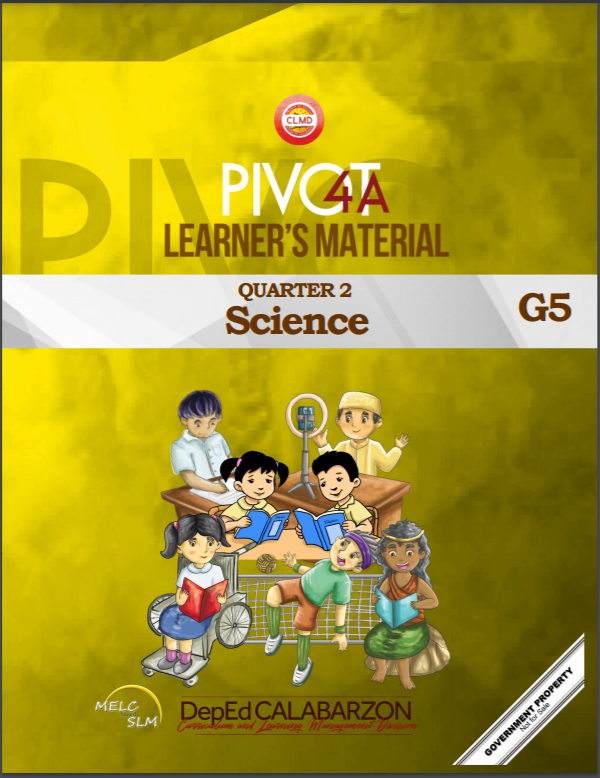 CLMD
PIVOT
4A
LEARNER'S MATERIAL
QUARTER 2
Science
G5
MELC
SLM
DepEd CALABARZON
Curriculum and Learning Management Division
GOVERNMENT PROPERTY
Not for Sale